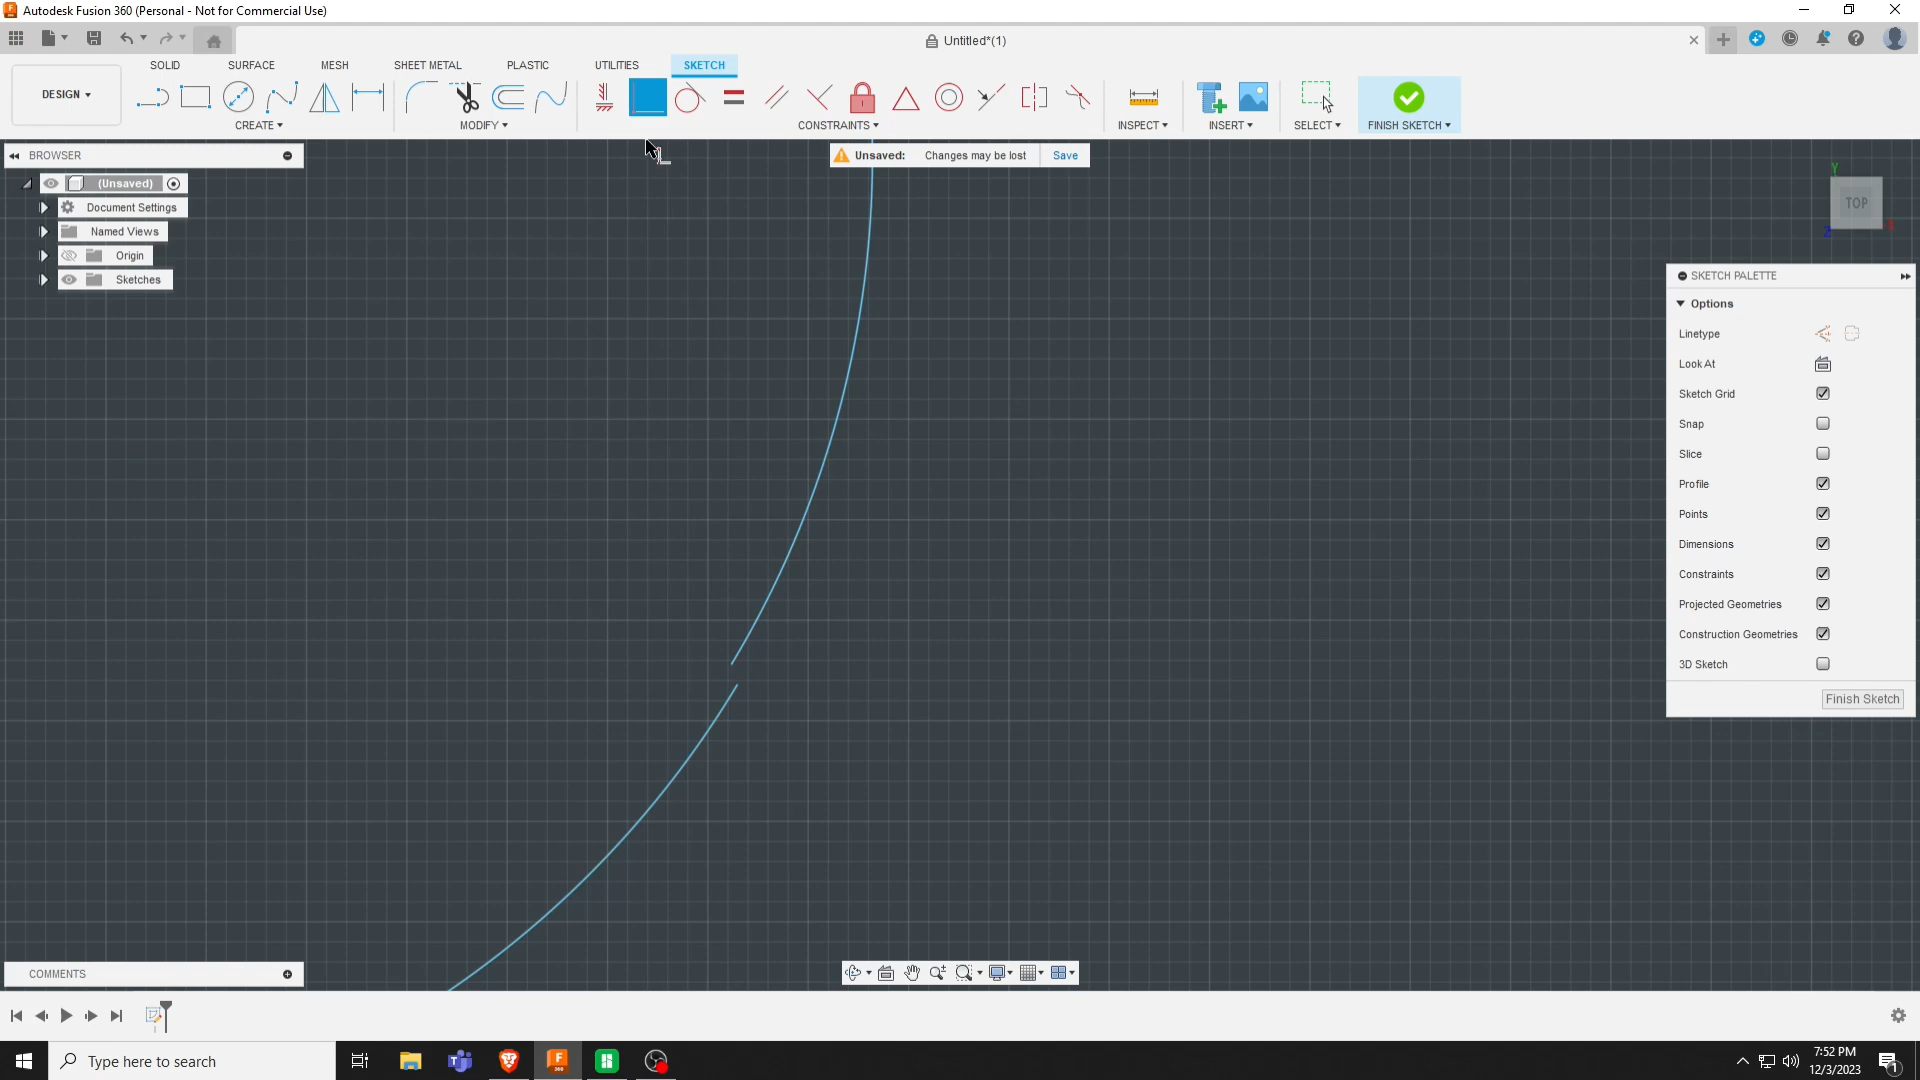 Autodesk Fusion 360 (Personal - Not for Commercial Use)
Untitled*(1)
SOLID SURFACE MESH SHEET METAL PLASTIC UTILITIES SKETCH
DESIGN
CREATE MODIFY CONSTRAINTS INSPECT INSERT SELECT FINISH SKETCH
BROWSER
Unsaved: Changes may be lost Save
(Unsaved)
Document Settings
Named Views
Origin
Sketches
Y
TOP
X
Z
SKETCH PALETTE
Options
Linetype
Look At
Sketch Grid
Snap
Slice
Profile
Points
Dimensions
Constraints
Projected Geometries
Construction Geometries
3D Sketch
Finish Sketch
COMMENTS
Type here to search
F
360
7:52 PM
12/3/2023
1